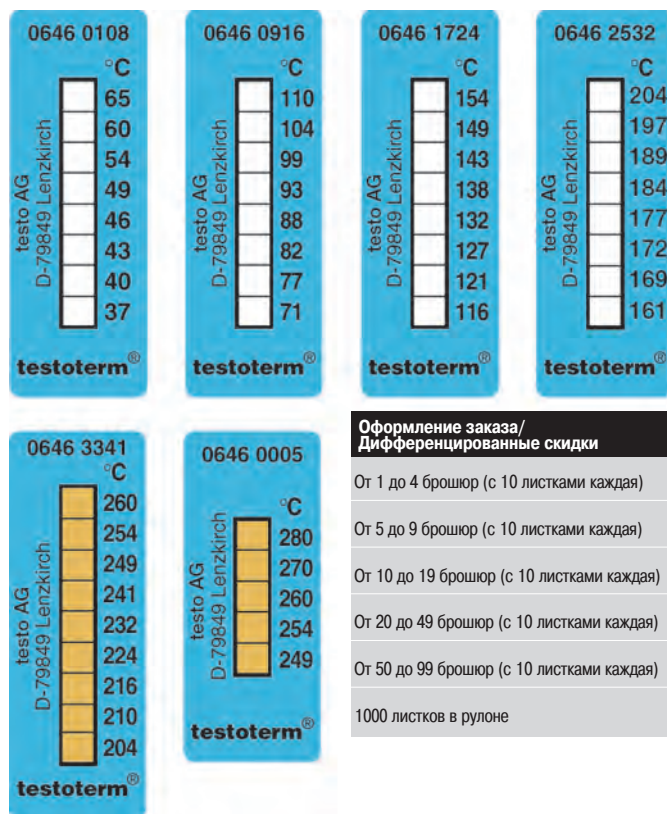 0646 0108
°C
65
60
54
49
46
43
40
37
testo AG
D-79849 Lenzkirch
testoterm®
0646 0916
°C
110
104
99
93
88
82
77
71
testo AG
D-79849 Lenzkirch
testoterm®
0646 1724
°C
154
149
143
138
132
127
121
116
testo AG
D-79849 Lenzkirch
testoterm®
0646 2532
°C
204
197
189
184
177
172
169
161
testo AG
D-79849 Lenzkirch
testoterm®
0646 3341
°C
260
254
249
241
232
224
216
210
204
testo AG
D-79849 Lenzkirch
testoterm®
0646 0005
°C
280
270
260
254
249
testo AG
D-79849 Lenzkirch
testoterm®
Оформление заказа/
Дифференцированные скидки
От 1 до 4 брошюр (с 10 листками каждая)
От 5 до 9 брошюр (с 10 листками каждая)
От 10 до 19 брошюр (с 10 листками каждая)
От 20 до 49 брошюр (с 10 листками каждая)
От 50 до 99 брошюр (с 10 листками каждая)
1000 листков в рулоне